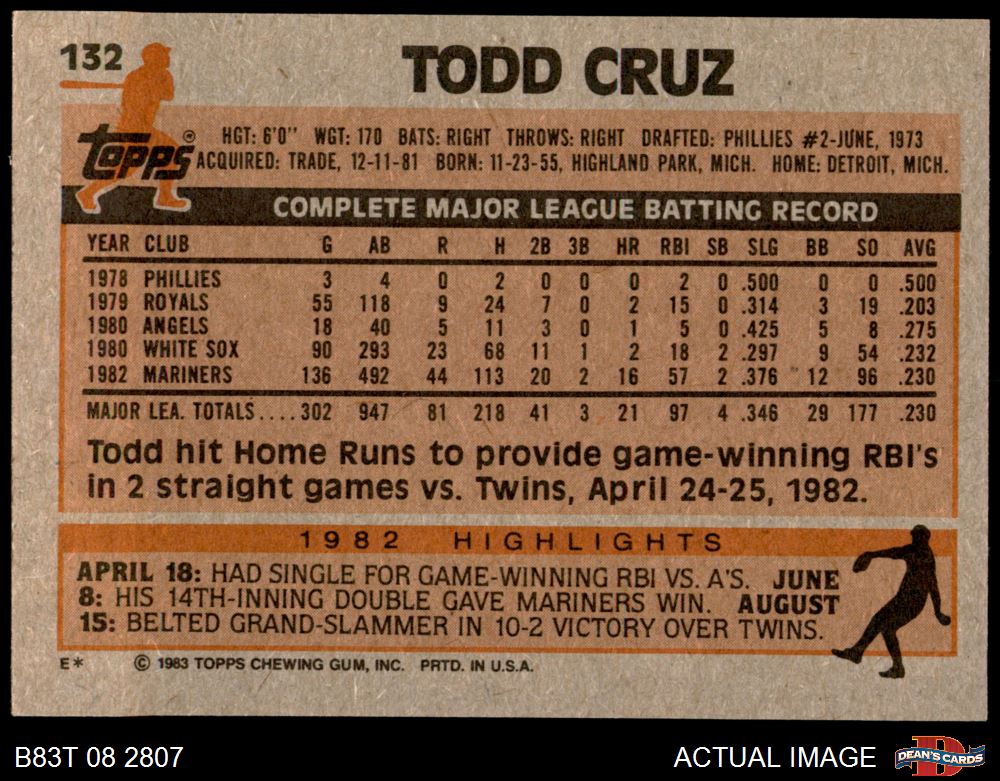 132
TODD CRUZ
topps®
HGT: 6'0'' WGT: 170 BATS: RIGHT THROWS: RIGHT DRAFTED: PHILLIES #2-JUNE, 1973
ACQUIRED: TRADE, 12-11-81 BORN: 11-23-55, HIGHLAND PARK, MICH. HOME: DETROIT, MICH.
COMPLETE MAJOR LEAGUE BATTING RECORD
YEAR CLUB G AB R H 2B 3B HR RBI SB SLG BB SO AVG
1978 PHILLIES 3 4 0 2 0 0 0 2 0 .500 0 0 .500
1979 ROYALS 55 118 9 24 7 0 2 15 0 .314 3 19 .203
1980 ANGELS 18 40 5 11 3 0 1 5 0 .425 5 8 .275
1980 WHITE SOX 90 293 23 68 11 1 2 18 2 .297 9 54 .232
1982 MARINERS 136 492 44 113 20 2 16 57 2 .376 12 96 .230
MAJOR LEA. TOTALS....302 947 81 218 41 3 21 97 4 .346 29 177 .230
Todd hit Home Runs to provide game-winning RBI's
in 2 straight games vs. Twins, April 24-25, 1982.
1982 HIGHLIGHTS
APRIL 18: HAD SINGLE FOR GAME-WINNING RBI VS. A'S. JUNE
8: HIS 14TH-INNING DOUBLE GAVE MARINERS WIN. AUGUST
15: BELTED GRAND-SLAMMER IN 10-2 VICTORY OVER TWINS.
E* © 1983 TOPPS CHEWING GUM, INC. PRTD. IN U.S.A.
B83T 08 2807
ACTUAL IMAGE
D
DEAN'S CARDS